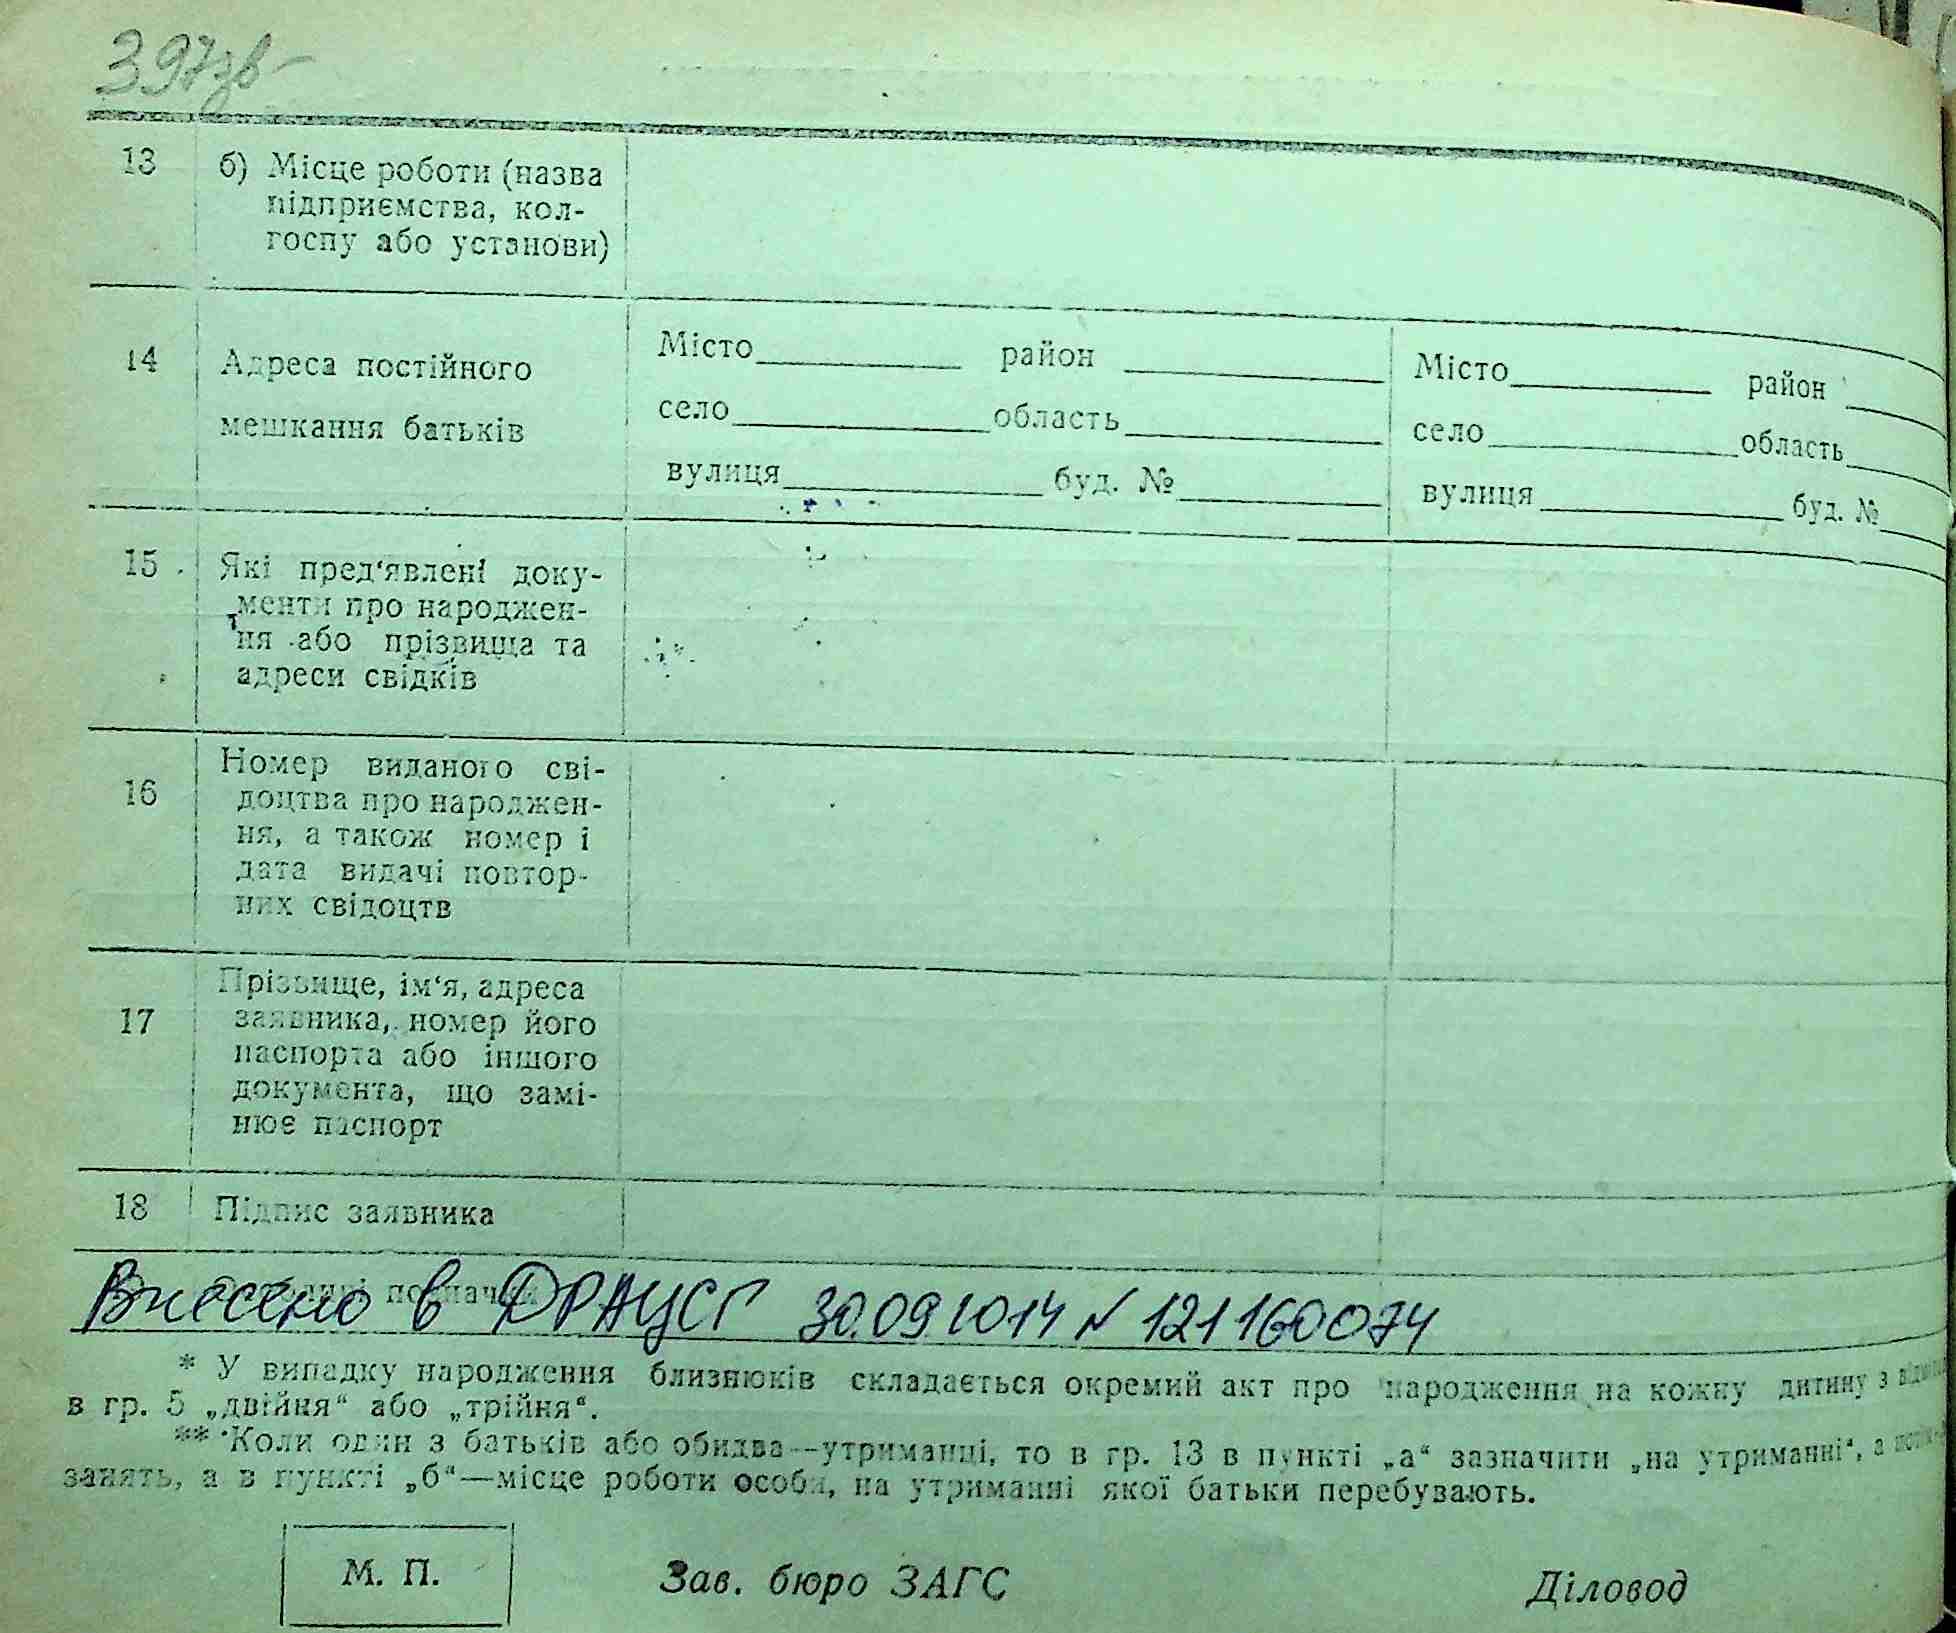 397зв
13 б) Місце роботи (назва
підприємства, кол-
госпу або установи)
14 Адреса постійного
мешкання батьків
Місто район
село область
вулиця буд. №
Місто район
село область
вулиця буд. №
15 Які пред'явлені доку-
менти про народжен-
ня або прізвища та
адреси свідків
16 Номер виданого сві-
доцтва про народжен-
ня, а також номер і
дата видачі повтор-
них свідоцтв
17 Прізвище, ім'я, адреса
заявника, номер його
паспорта або іншого
документа, що замі-
нює паспорт
18 Підпис заявника
Внесено в ДРАЦСГ 30.09.2014 № 121160074
* У випадку народження близнюків складається окремий акт про народження на кожну дитину з
в гр. 5 „двійня“ або „трійня“.
** Коли один з батьків або обидва—утриманці, то в гр. 13 в пункті „а“ зазначити „на утриманні“, а
занять, а в пункті „б“—місце роботи особи, на утриманні якої батьки перебувають.
М. П. Зав. бюро ЗАГС Діловод